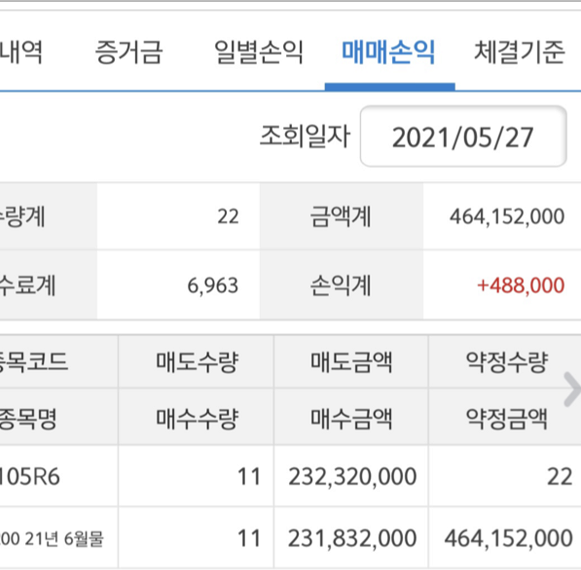 내역 증거금 일별손익 매매손익 체결기준
조회일자 2021/05/27
량계 22 금액계 464,152,000
수료계 6,963 손익계 +488,000
종목코드 매도수량 매도금액 약정수량
종목명 매수수량 매수금액 약정금액
105R6 11 232,320,000 22
00 21년 6월물 11 231,832,000 464,152,000